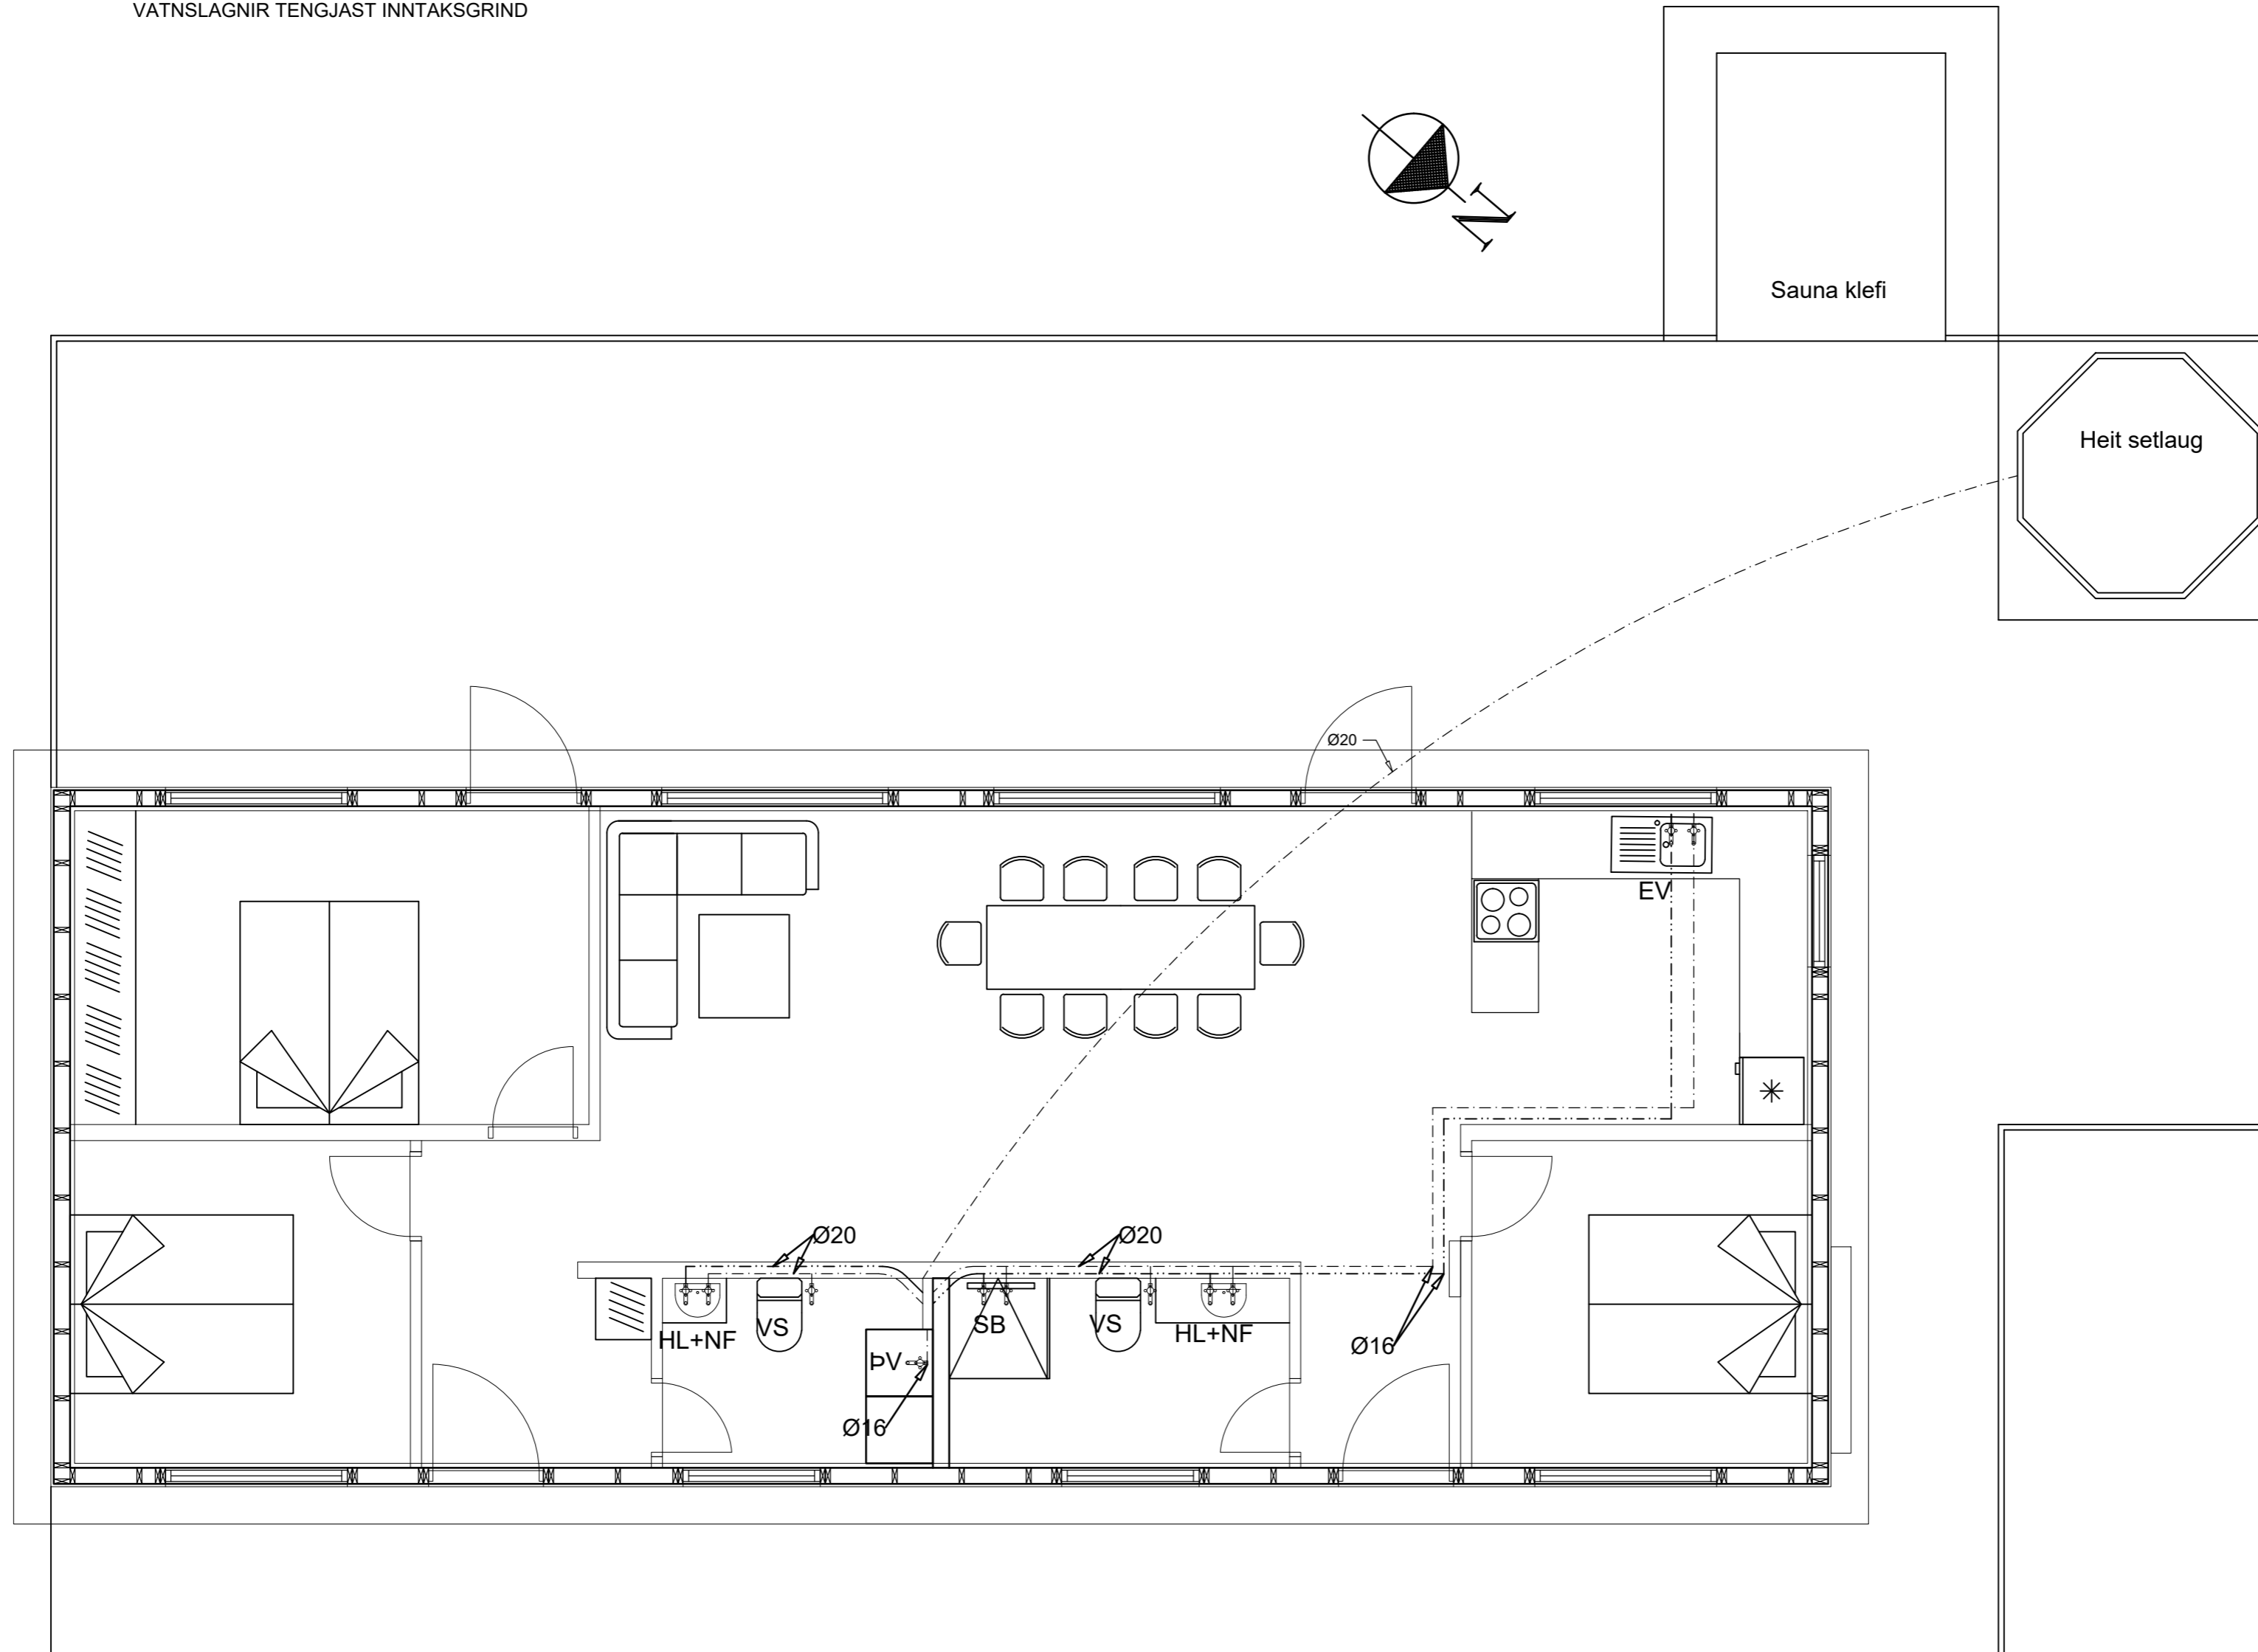 VATNSLAGNIR TENGJAST INNTAKSGRIND
N
Sauna klefi
Heit setlaug
Ø20
EV
Ø20
Ø20
HL+NF
VS
SB
VS
HL+NF
Ø16
ÞV
Ø16